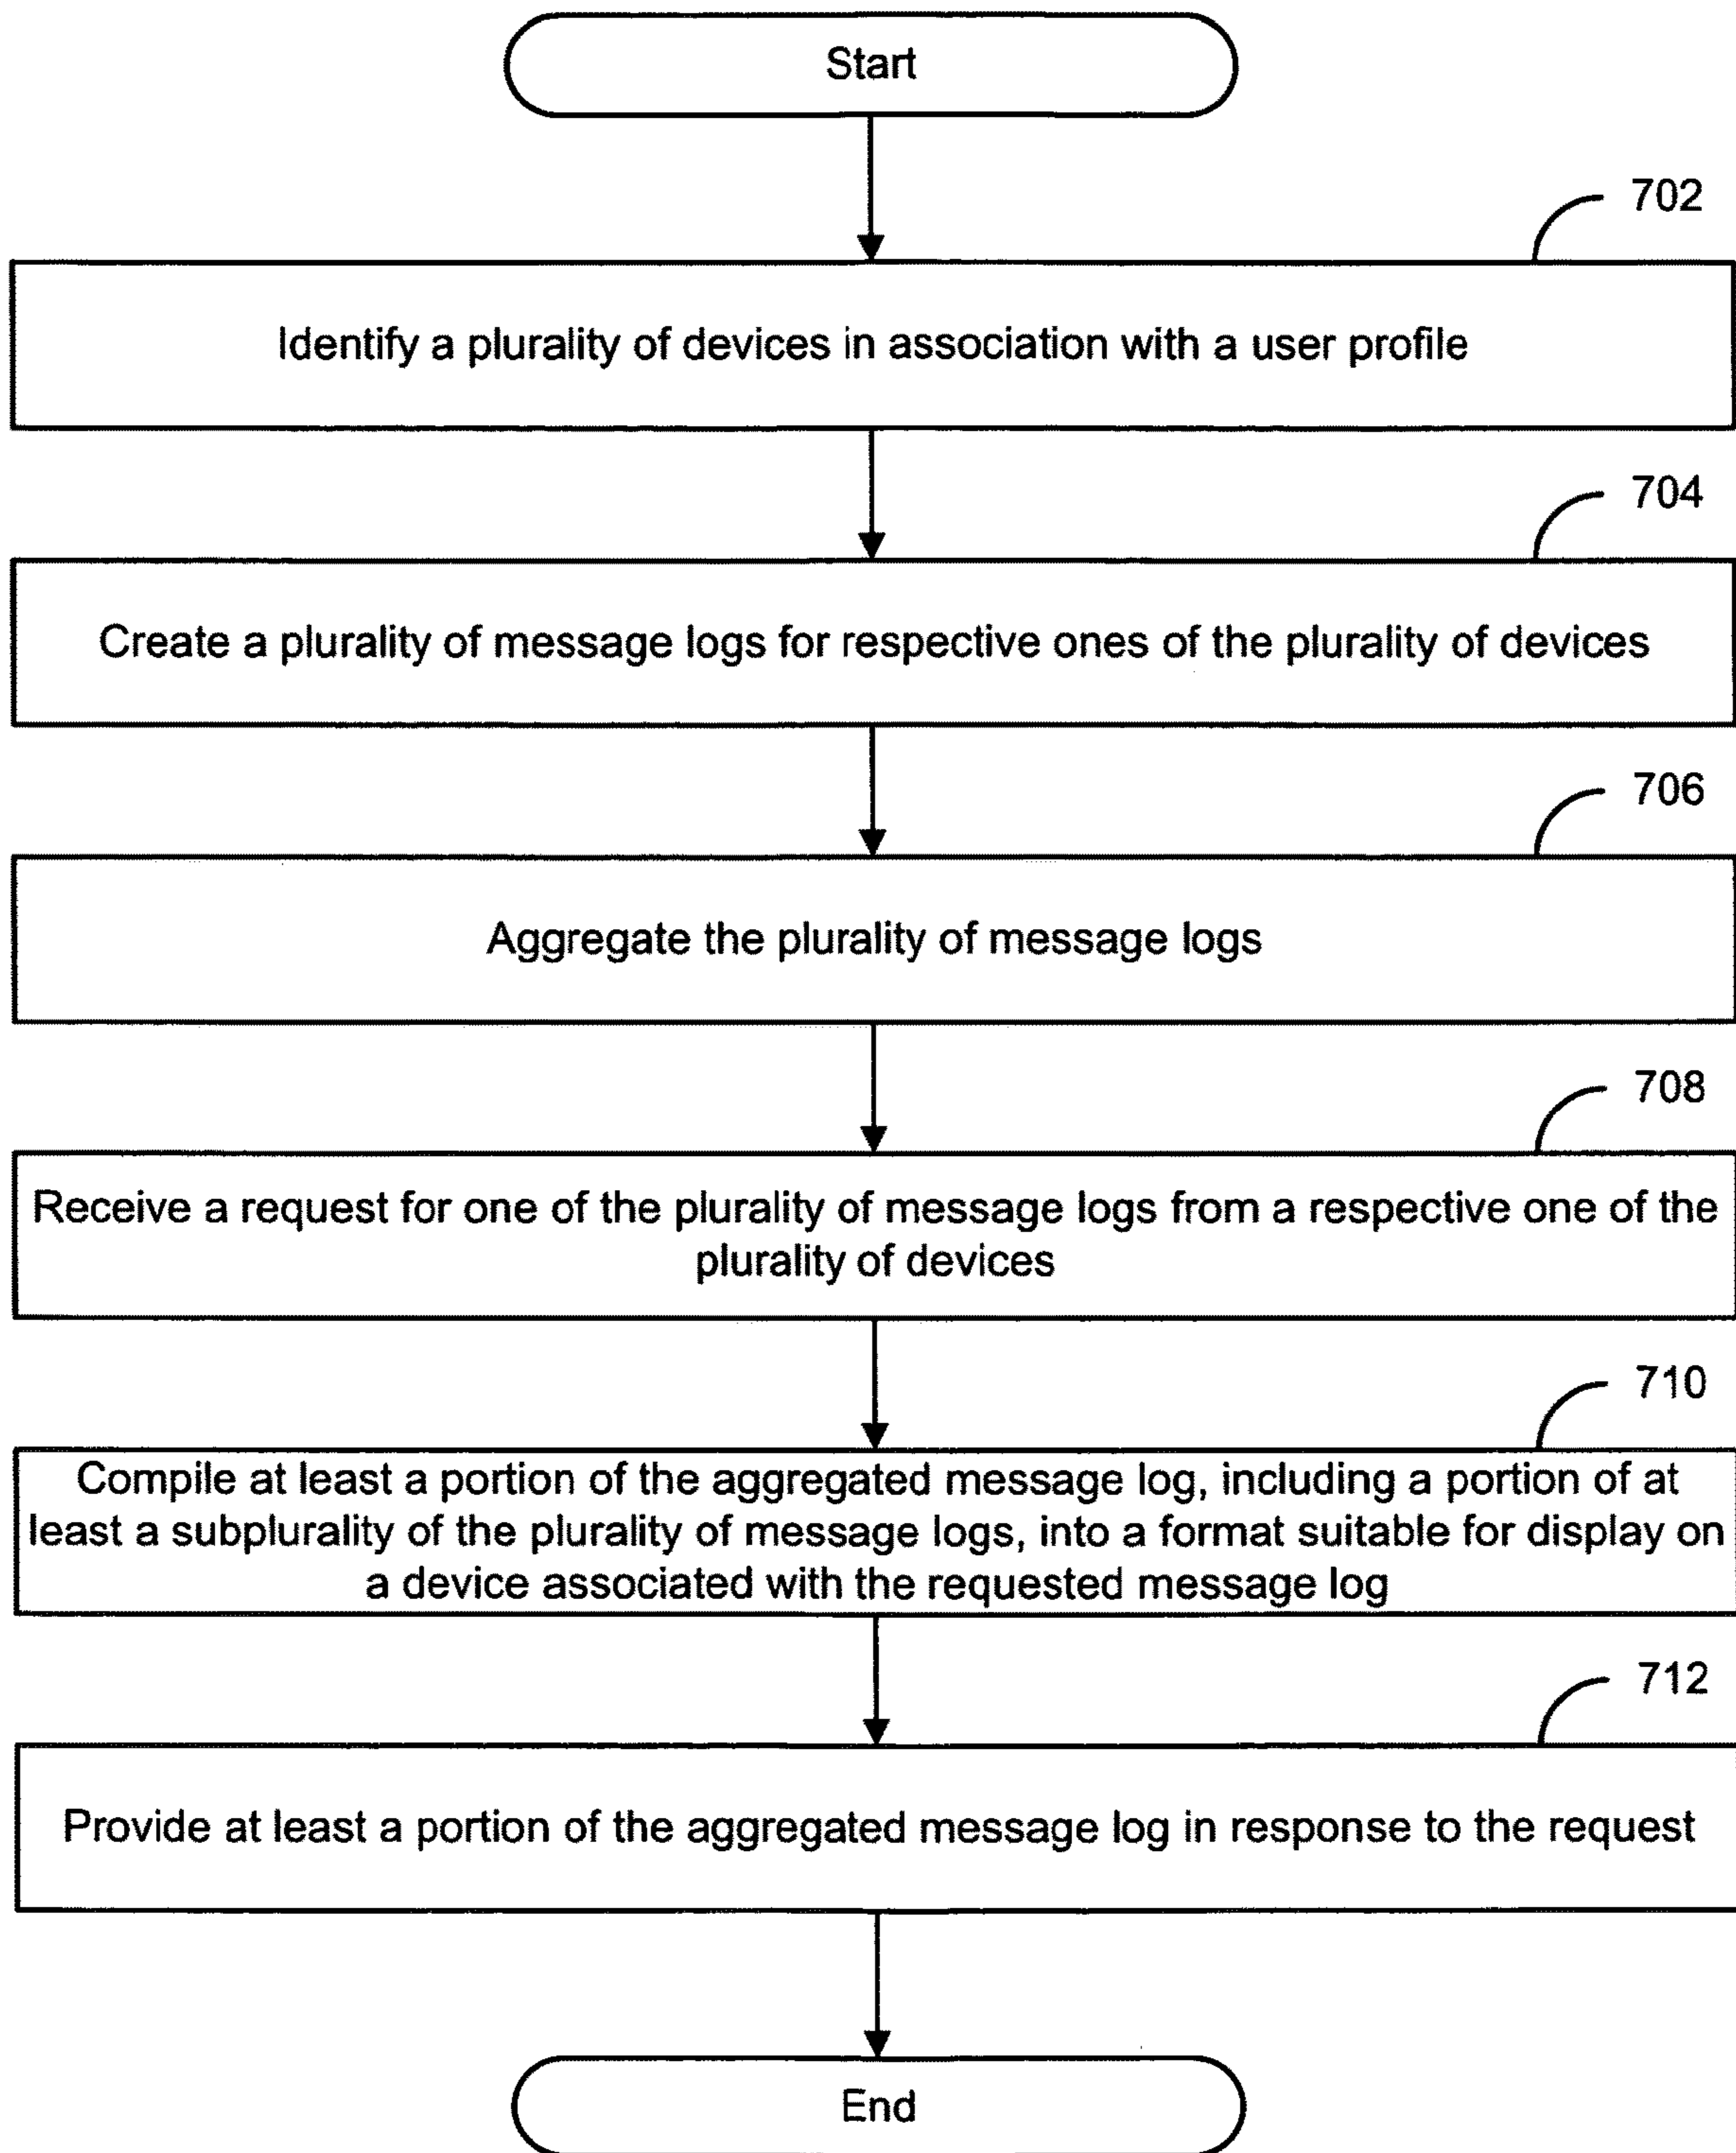 Start
702
Identify a plurality of devices in association with a user profile
704
Create a plurality of message logs for respective ones of the plurality of devices
706
Aggregate the plurality of message logs
708
Receive a request for one of the plurality of message logs from a respective one of the
plurality of devices
710
Compile at least a portion of the aggregated message log, including a portion of at
least a subplurality of the plurality of message logs, into a format suitable for display on
a device associated with the requested message log
712
Provide at least a portion of the aggregated message log in response to the request
End